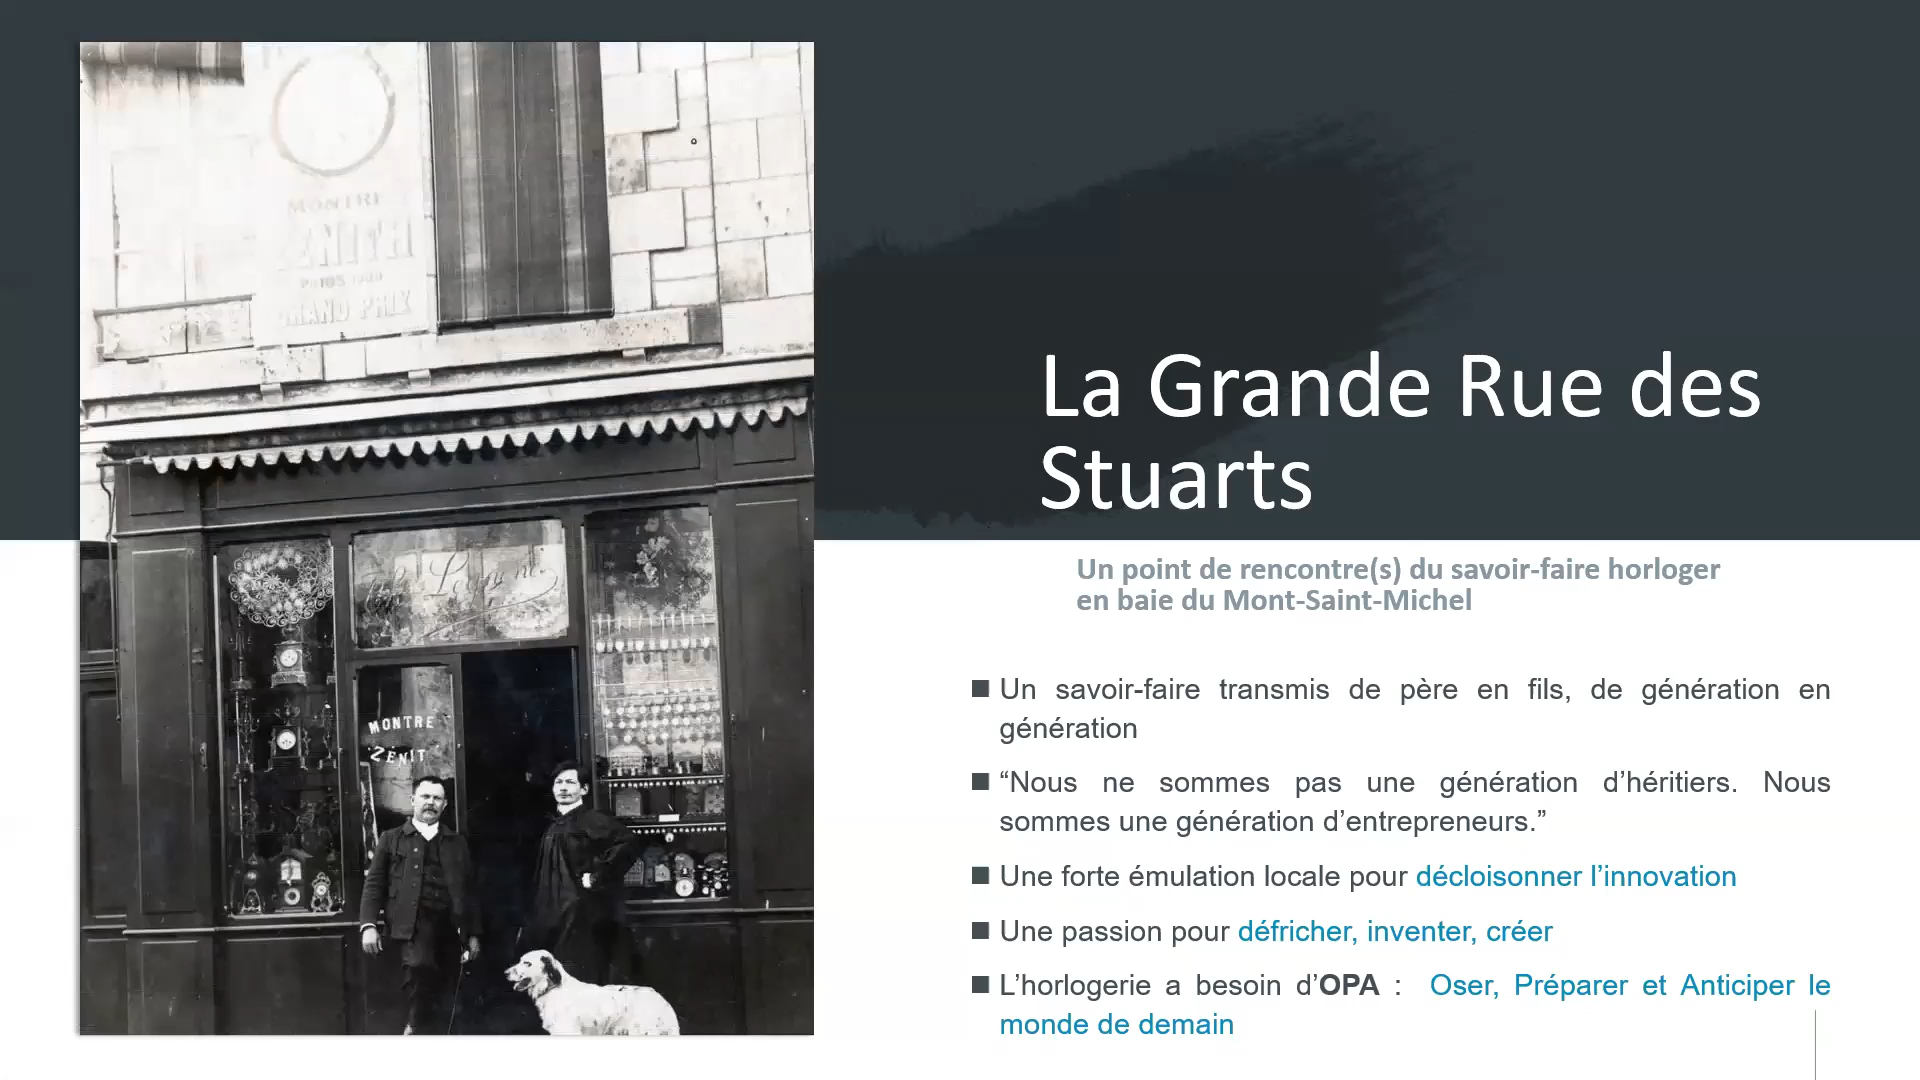 MONTRE
ZENITH
PARIS 1900
GRAND PRIX
MONTRE
ZENIT
La Grande Rue des
Stuarts
Un point de rencontre(s) du savoir-faire horloger
en baie du Mont-Saint-Michel
Un savoir-faire transmis de père en fils, de génération en
génération
“Nous ne sommes pas une génération d’héritiers. Nous
sommes une génération d’entrepreneurs.”
Une forte émulation locale pour décloisonner l’innovation
Une passion pour défricher, inventer, créer
L’horlogerie a besoin d’OPA : Oser, Préparer et Anticiper le
monde de demain